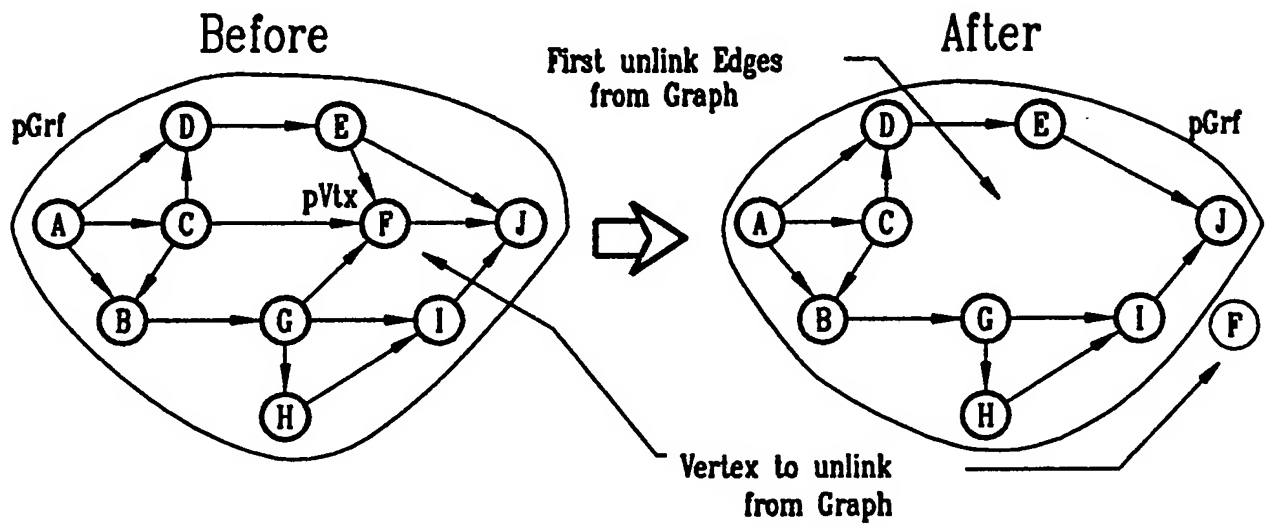 Before
After
First unlink Edges
from Graph
pGrf
D
E
pVtx
A
C
F
J
B
G
I
H
D
E
pGrf
A
C
J
B
G
I
F
H
Vertex to unlink
from Graph